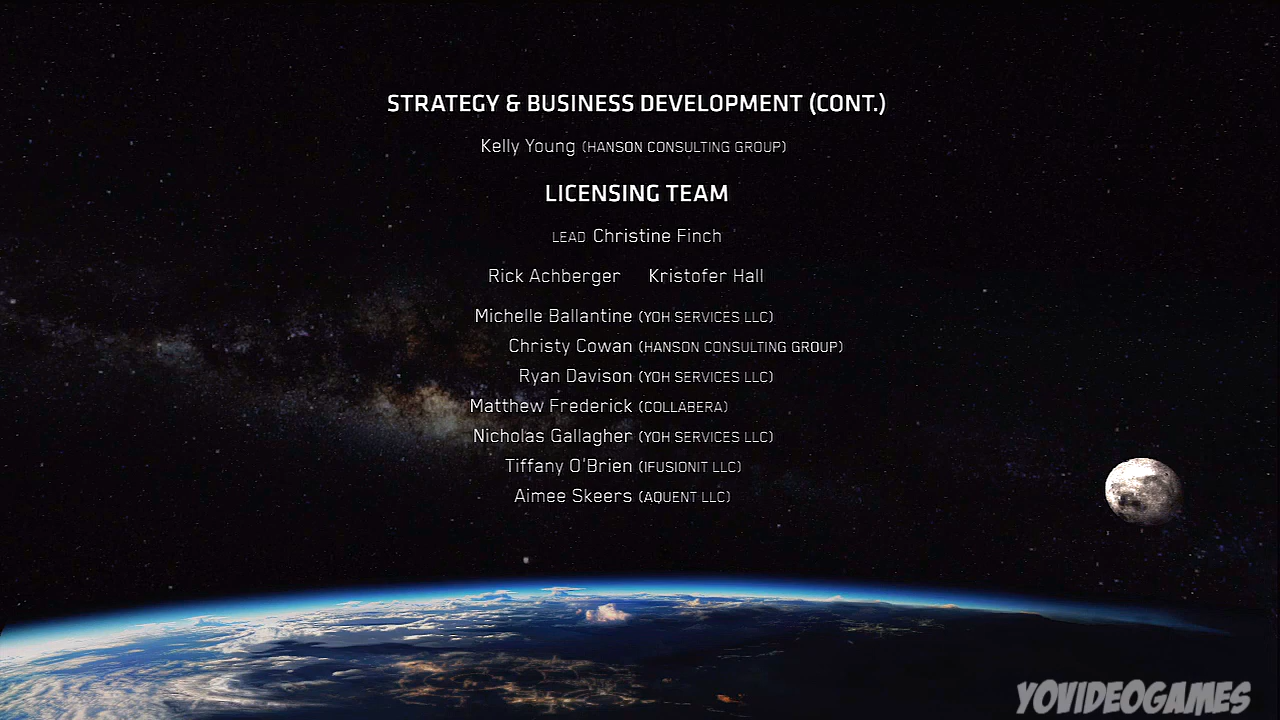 STRATEGY & BUSINESS DEVELOPMENT (CONT.)
Kelly Young (HANSON CONSULTING GROUP)
LICENSING TEAM
LEAD Christine Finch
Rick Achberger Kristofer Hall
Michelle Ballantine (YOH SERVICES LLC)
Christy Cowan (HANSON CONSULTING GROUP)
Ryan Davison (YOH SERVICES LLC)
Matthew Frederick (COLLABERA)
Nicholas Gallagher (YOH SERVICES LLC)
Tiffany O'Brien (IFUSIONIT LLC)
Aimee Skeers (AQUENT LLC)
YOVIDEOGAMES